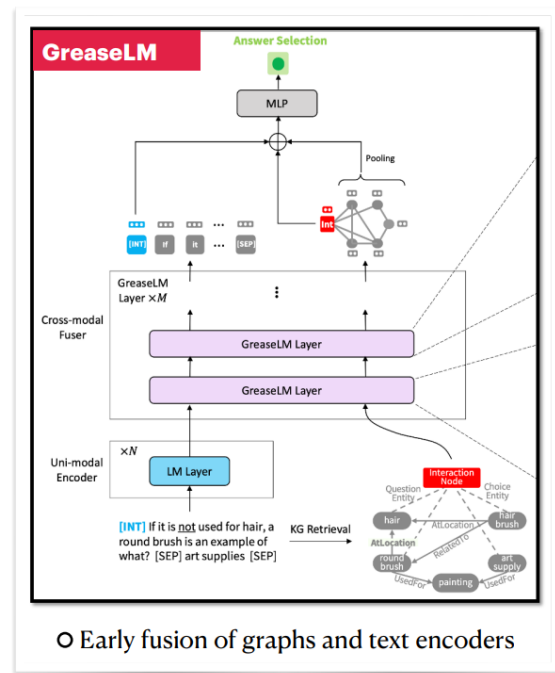 GreaseLM
Answer Selection
MLP
Pooling
[INT] If it ... [SEP]
Int
GreaseLM
Layer ×M
Cross-modal
Fuser
GreaseLM Layer
GreaseLM Layer
×N
Uni-modal
Encoder
LM Layer
Interaction
Node
Question
Entity
Choice
Entity
[INT] If it is not used for hair, a
round brush is an example of
what? [SEP] art supplies [SEP]
KG Retrieval
hair
hair
brush
AtLocation
AtLocation
RelatedTo
round
brush
art
supply
UsedFor
painting
UsedFor
Early fusion of graphs and text encoders